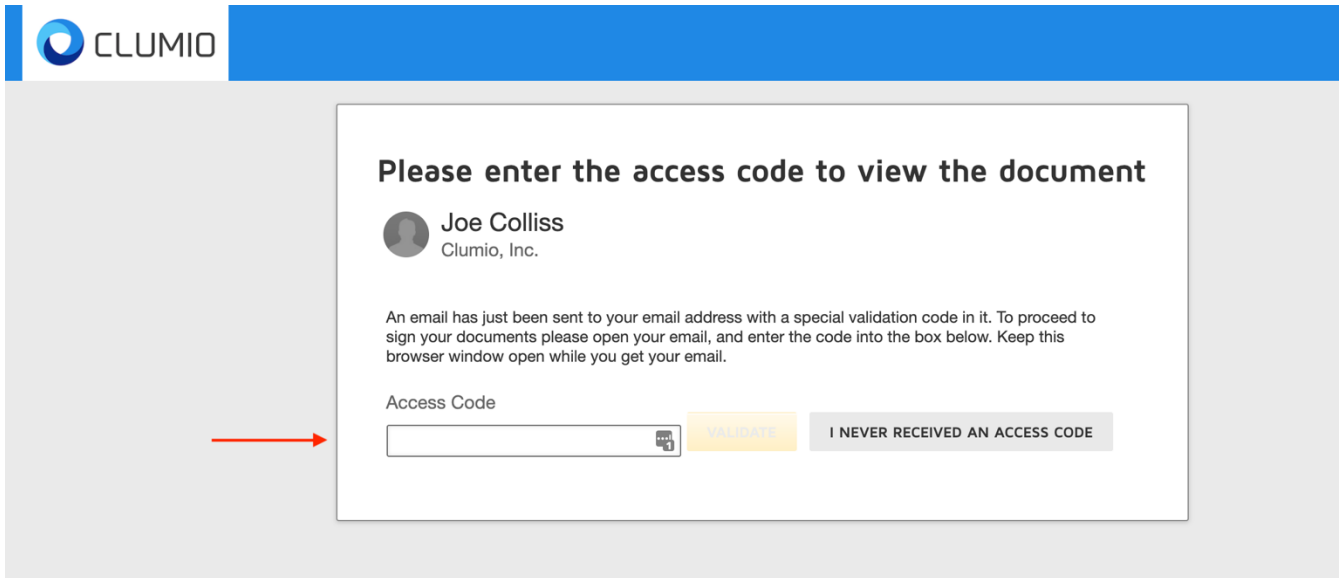 CLUMIO
Please enter the access code to view the document
Joe Colliss
Clumio, Inc.
An email has just been sent to your email address with a special validation code in it. To proceed to
sign your documents please open your email, and enter the code into the box below. Keep this
browser window open while you get your email.
Access Code
1
VALIDATE
I NEVER RECEIVED AN ACCESS CODE